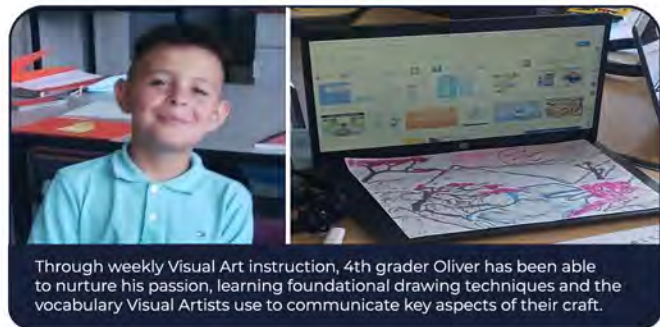 Through weekly Visual Art instruction, 4th grader Oliver has been able
to nurture his passion, learning foundational drawing techniques and the
vocabulary Visual Artists use to communicate key aspects of their craft.